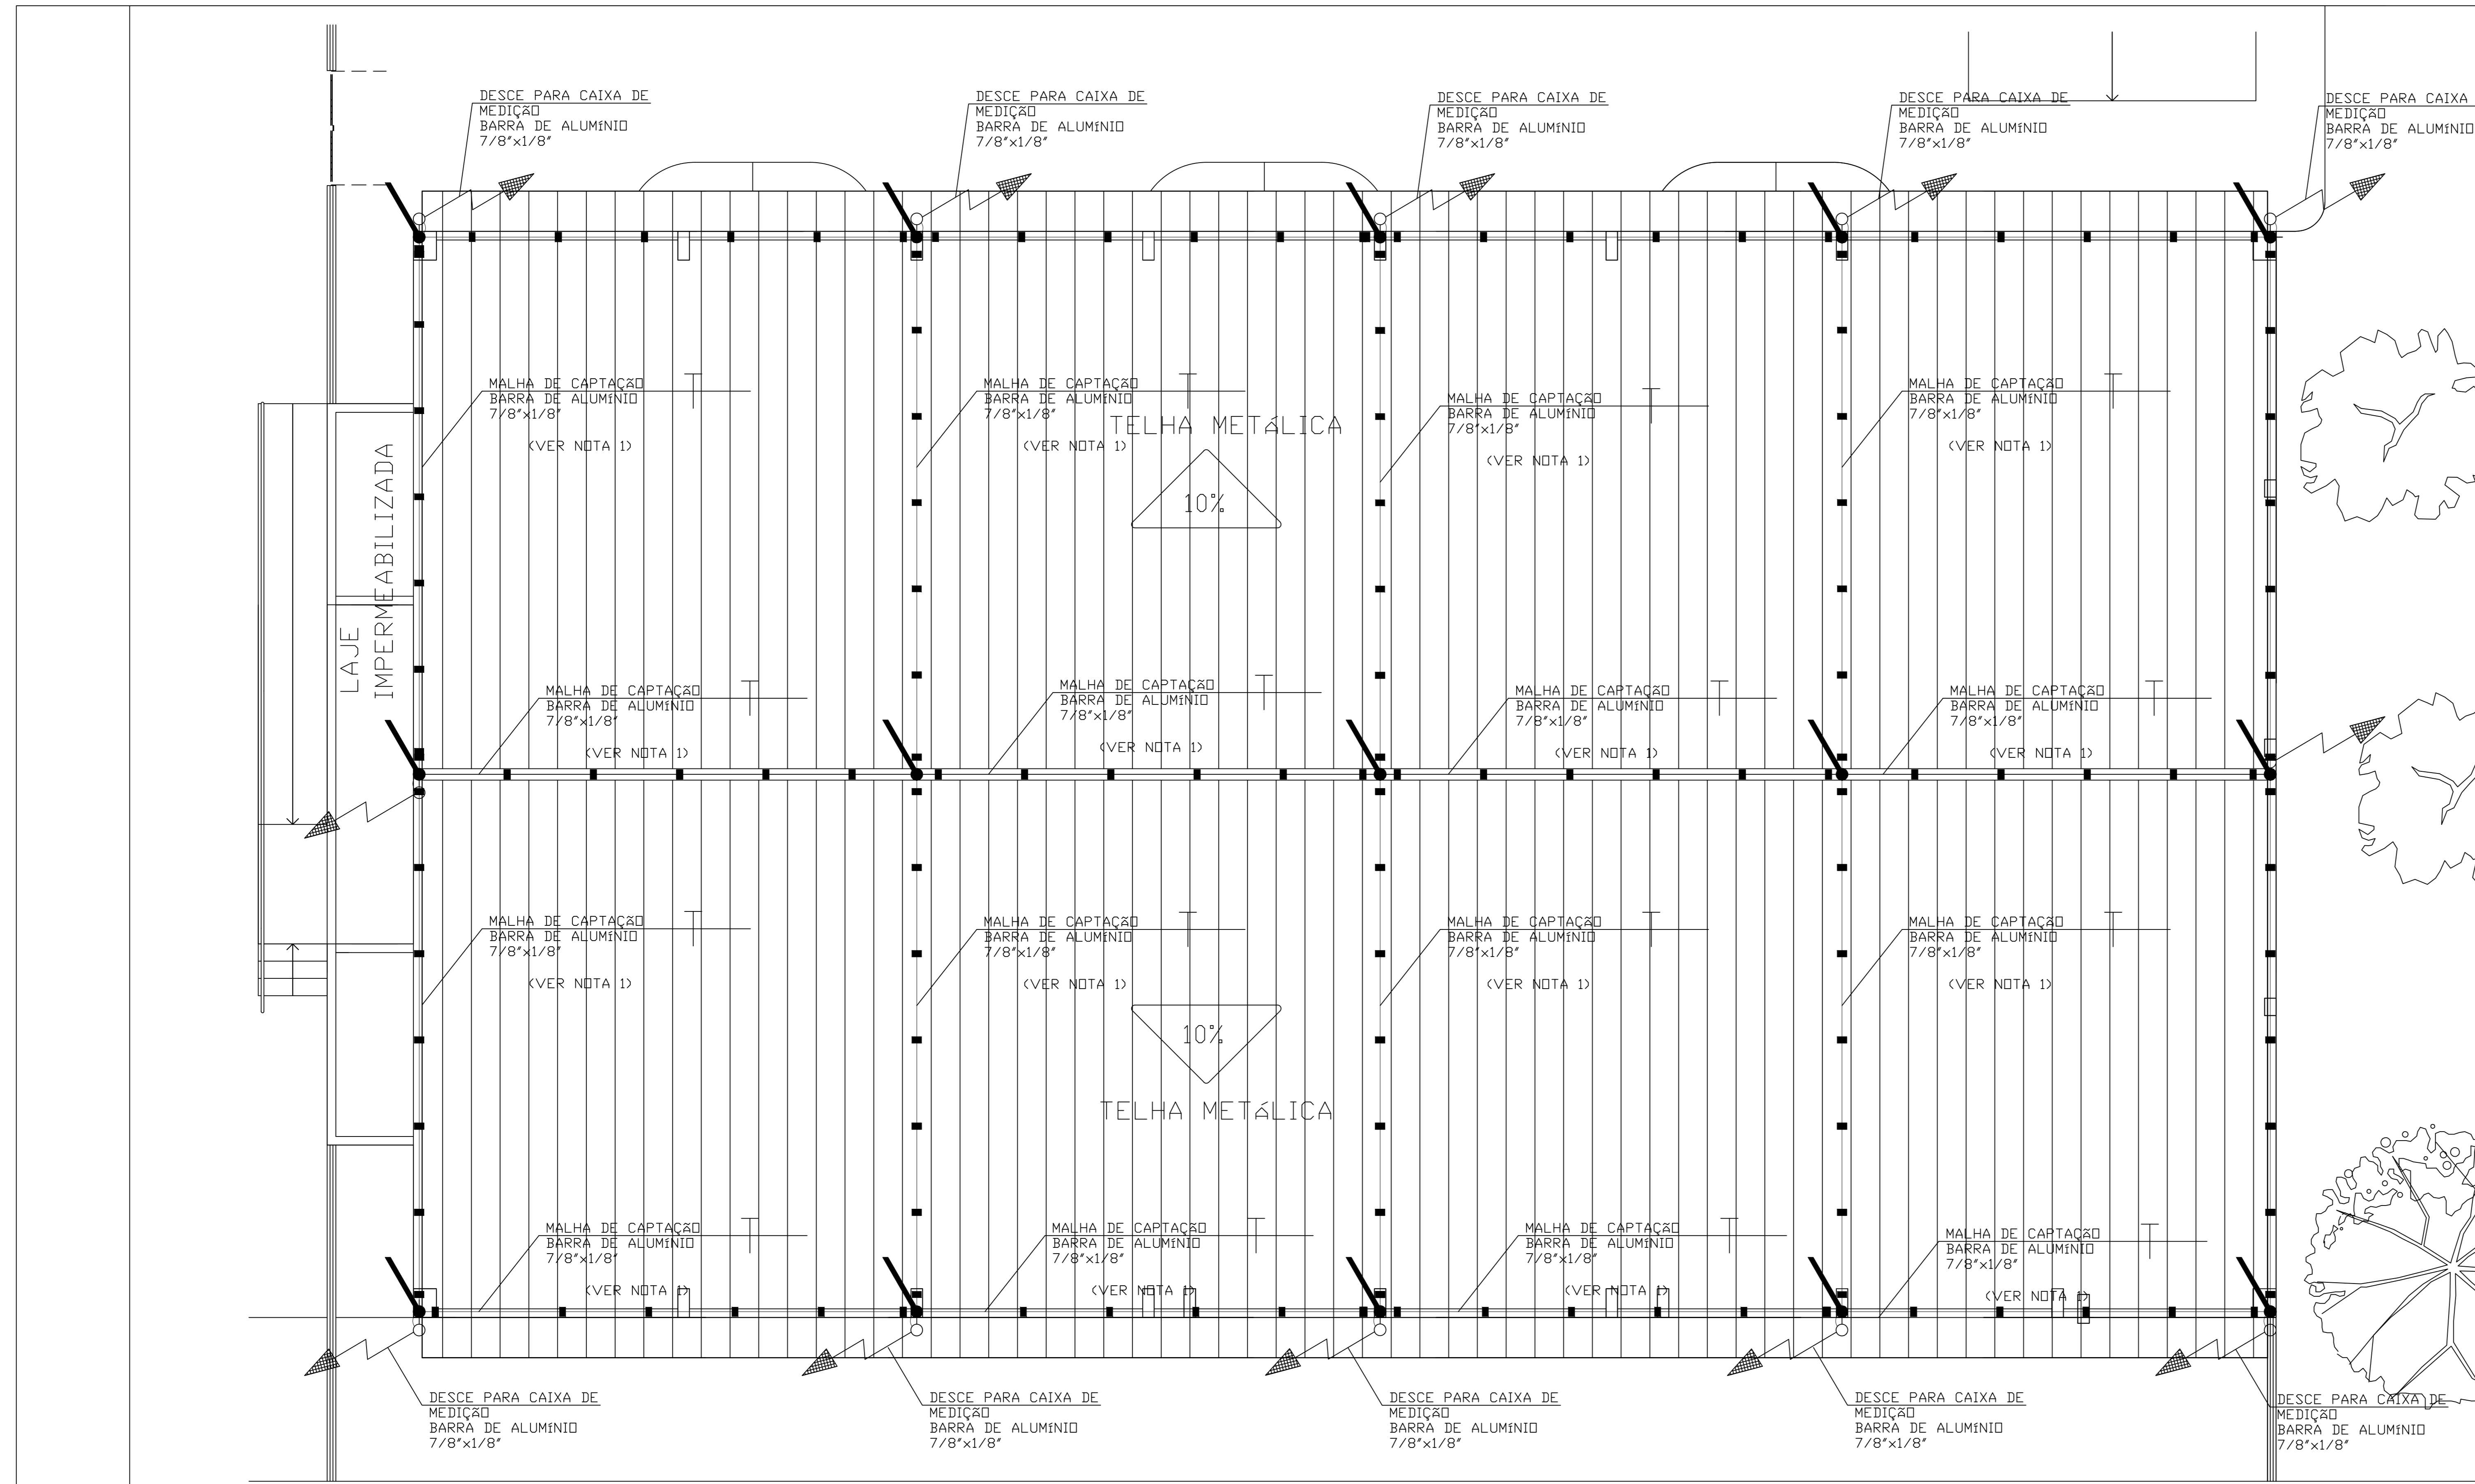 DESCE PARA CAIXA DE
MEDIÇãO
BARRA DE ALUMíNIO
7/8"x1/8"
DESCE PARA CAIXA DE
MEDIÇãO
BARRA DE ALUMíNIO
7/8"x1/8"
DESCE PARA CAIXA DE
MEDIÇãO
BARRA DE ALUMíNIO
7/8"x1/8"
DESCE PARA CAIXA DE
MEDIÇãO
BARRA DE ALUMíNIO
7/8"x1/8"
DESCE PARA CAIXA
MEDIÇãO
BARRA DE ALUMíNIO
7/8"x1/8"
MALHA DE CAPTAÇãO
BARRA DE ALUMíNIO
7/8"x1/8"
(VER NOTA 1)
MALHA DE CAPTAÇãO
BARRA DE ALUMíNIO
7/8"x1/8"
(VER NOTA 1)
TELHA METáLICA
10%
MALHA DE CAPTAÇãO
BARRA DE ALUMíNIO
7/8"x1/8"
(VER NOTA 1)
MALHA DE CAPTAÇãO
BARRA DE ALUMíNIO
7/8"x1/8"
(VER NOTA 1)
LAJE
IMPERMEABILIZADA
MALHA DE CAPTAÇãO
BARRA DE ALUMíNIO
7/8"x1/8"
(VER NOTA 1)
MALHA DE CAPTAÇãO
BARRA DE ALUMíNIO
7/8"x1/8"
(VER NOTA 1)
MALHA DE CAPTAÇãO
BARRA DE ALUMíNIO
7/8"x1/8"
(VER NOTA 1)
MALHA DE CAPTAÇãO
BARRA DE ALUMíNIO
7/8"x1/8"
(VER NOTA 1)
MALHA DE CAPTAÇãO
BARRA DE ALUMíNIO
7/8"x1/8"
(VER NOTA 1)
MALHA DE CAPTAÇãO
BARRA DE ALUMíNIO
7/8"x1/8"
(VER NOTA 1)
MALHA DE CAPTAÇãO
BARRA DE ALUMíNIO
7/8"x1/8"
(VER NOTA 1)
MALHA DE CAPTAÇãO
BARRA DE ALUMíNIO
7/8"x1/8"
(VER NOTA 1)
10%
TELHA METáLICA
MALHA DE CAPTAÇãO
BARRA DE ALUMíNIO
7/8"x1/8"
(VER NOTA 1)
MALHA DE CAPTAÇãO
BARRA DE ALUMíNIO
7/8"x1/8"
(VER NOTA 1)
MALHA DE CAPTAÇãO
BARRA DE ALUMíNIO
7/8"x1/8"
(VER NOTA 1)
MALHA DE CAPTAÇãO
BARRA DE ALUMíNIO
7/8"x1/8"
(VER NOTA 1)
DESCE PARA CAIXA DE
MEDIÇãO
BARRA DE ALUMíNIO
7/8"x1/8"
DESCE PARA CAIXA DE
MEDIÇãO
BARRA DE ALUMíNIO
7/8"x1/8"
DESCE PARA CAIXA DE
MEDIÇãO
BARRA DE ALUMíNIO
7/8"x1/8"
DESCE PARA CAIXA DE
MEDIÇãO
BARRA DE ALUMíNIO
7/8"x1/8"
DESCE PARA CAIXA DE
MEDIÇãO
BARRA DE ALUMíNIO
7/8"x1/8"